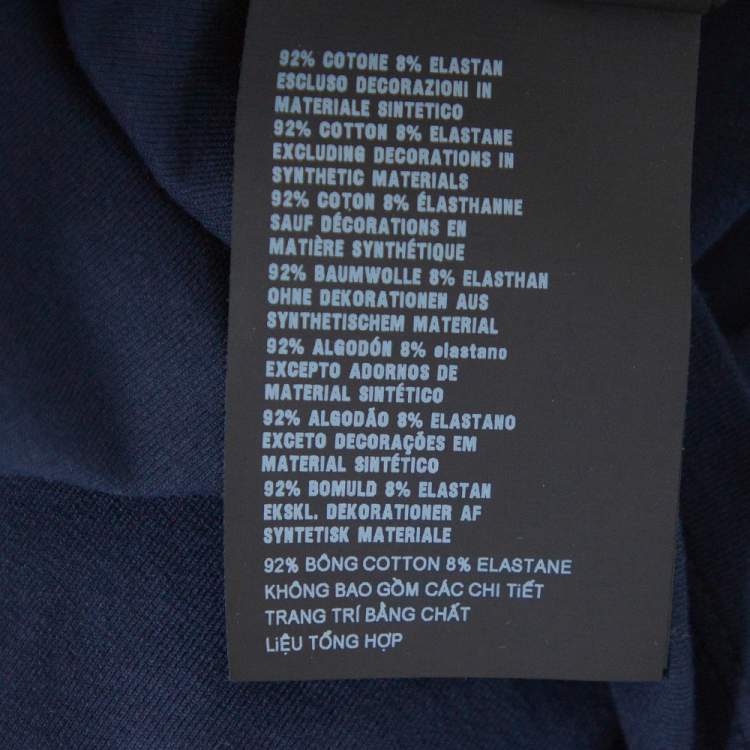 92% COTONE 8% ELASTAN
ESCLUSO DECORAZIONI IN
MATERIALE SINTETICO
92% COTTON 8% ELASTANE
EXCLUDING DECORATIONS IN
SYNTHETIC MATERIALS
92% COTON 8% ÉLASTHANNE
SAUF DÉCORATIONS EN
MATIÈRE SYNTHÉTIQUE
92% BAUMWOLLE 8% ELASTHAN
OHNE DEKORATIONEN AUS
SYNTHETISCHEM MATERIAL
92% ALGODÓN 8% elastano
EXCEPTO ADORNOS DE
MATERIAL SINTÉTICO
92% ALGODÃO 8% ELASTANO
EXCETO DECORAÇÕES EM
MATERIAL SINTÉTICO
92% BOMULD 8% ELASTAN
EKSKL. DEKORATIONER AF
SYNTETISK MATERIALE
92% BÔNG COTTON 8% ELASTANE
KHÔNG BAO GỒM CÁC CHI TiẾT
TRANG TRÍ BẰNG CHẤT
LiỆU TỔNG HỢP